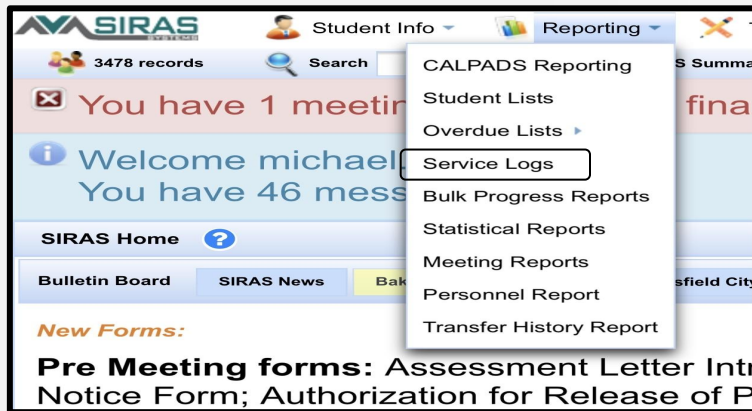 SIRAS
SYSTEMS
Student Info
Reporting
3478 records
Search
CALPADS Reporting
Student Lists
Overdue Lists
Service Logs
Bulk Progress Reports
Statistical Reports
Meeting Reports
Personnel Report
Transfer History Report
You have 1 meetin
fina
Welcome michael.
You have 46 mess
SIRAS Home ?
Bulletin Board SIRAS News Bak sfield City
New Forms:
Pre Meeting forms: Assessment Letter Intr
Notice Form; Authorization for Release of P